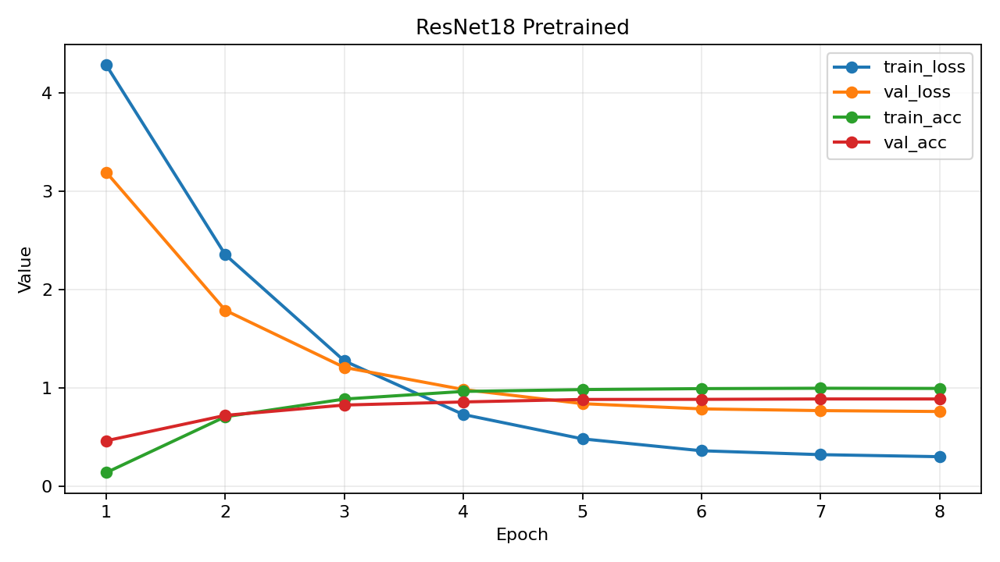 ResNet18 Pretrained
train_loss
val_loss
train_acc
val_acc
Value
4
3
2
1
0
1 2 3 4 5 6 7 8
Epoch